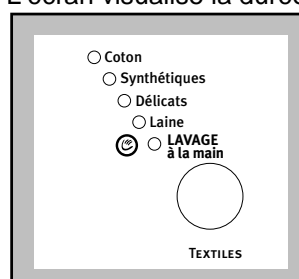 L'écran visualise la durée
Coton
Synthétiques
Délicats
Laine
LAVAGE
à la main
TEXTILES